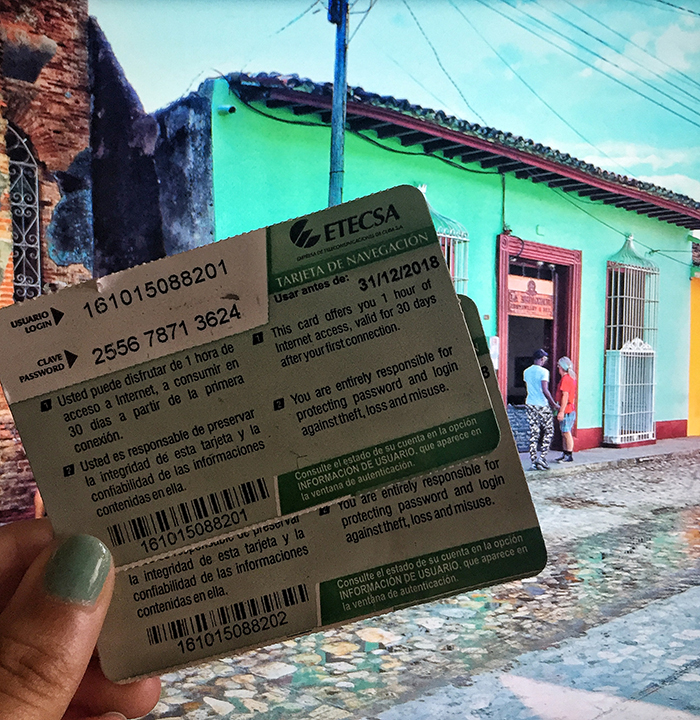 ETECSA
EMPRESA DE TELECOMUNICACIONES DE CUBA S.A.
TARJETA DE NAVEGACIÓN
Usar antes de: 31/12/2018
USUARIO
LOGIN
161015088201
CLAVE
PASSWORD
2556 7871 3624
1 Usted puede disfrutar de 1 hora de
acceso a Internet, a consumir en
30 días a partir de la primera
conexión.
2 Usted es responsable de preservar
la integridad de esta tarjeta y la
confiabilidad de las informaciones
contenidas en ella.
161015088201
1 This card offers you 1 hour of
Internet access, valid for 30 days
after your first connection.
2 You are entirely responsible for
protecting password and login
against theft, loss and misuse.
Consulte el estado de su cuenta en la opción
INFORMACIÓN DE USUARIO, que aparece en
la ventana de autenticación.
8
responsable de preservar
la integridad de esta tarjeta y la
confiabilidad de las informaciones
contenidas en ella.
161015088202
You are entirely responsible for
protecting password and login
against theft, loss and misuse.
Consulte el estado de su cuenta en la opción
INFORMACIÓN DE USUARIO, que aparece en
la ventana de autenticación.